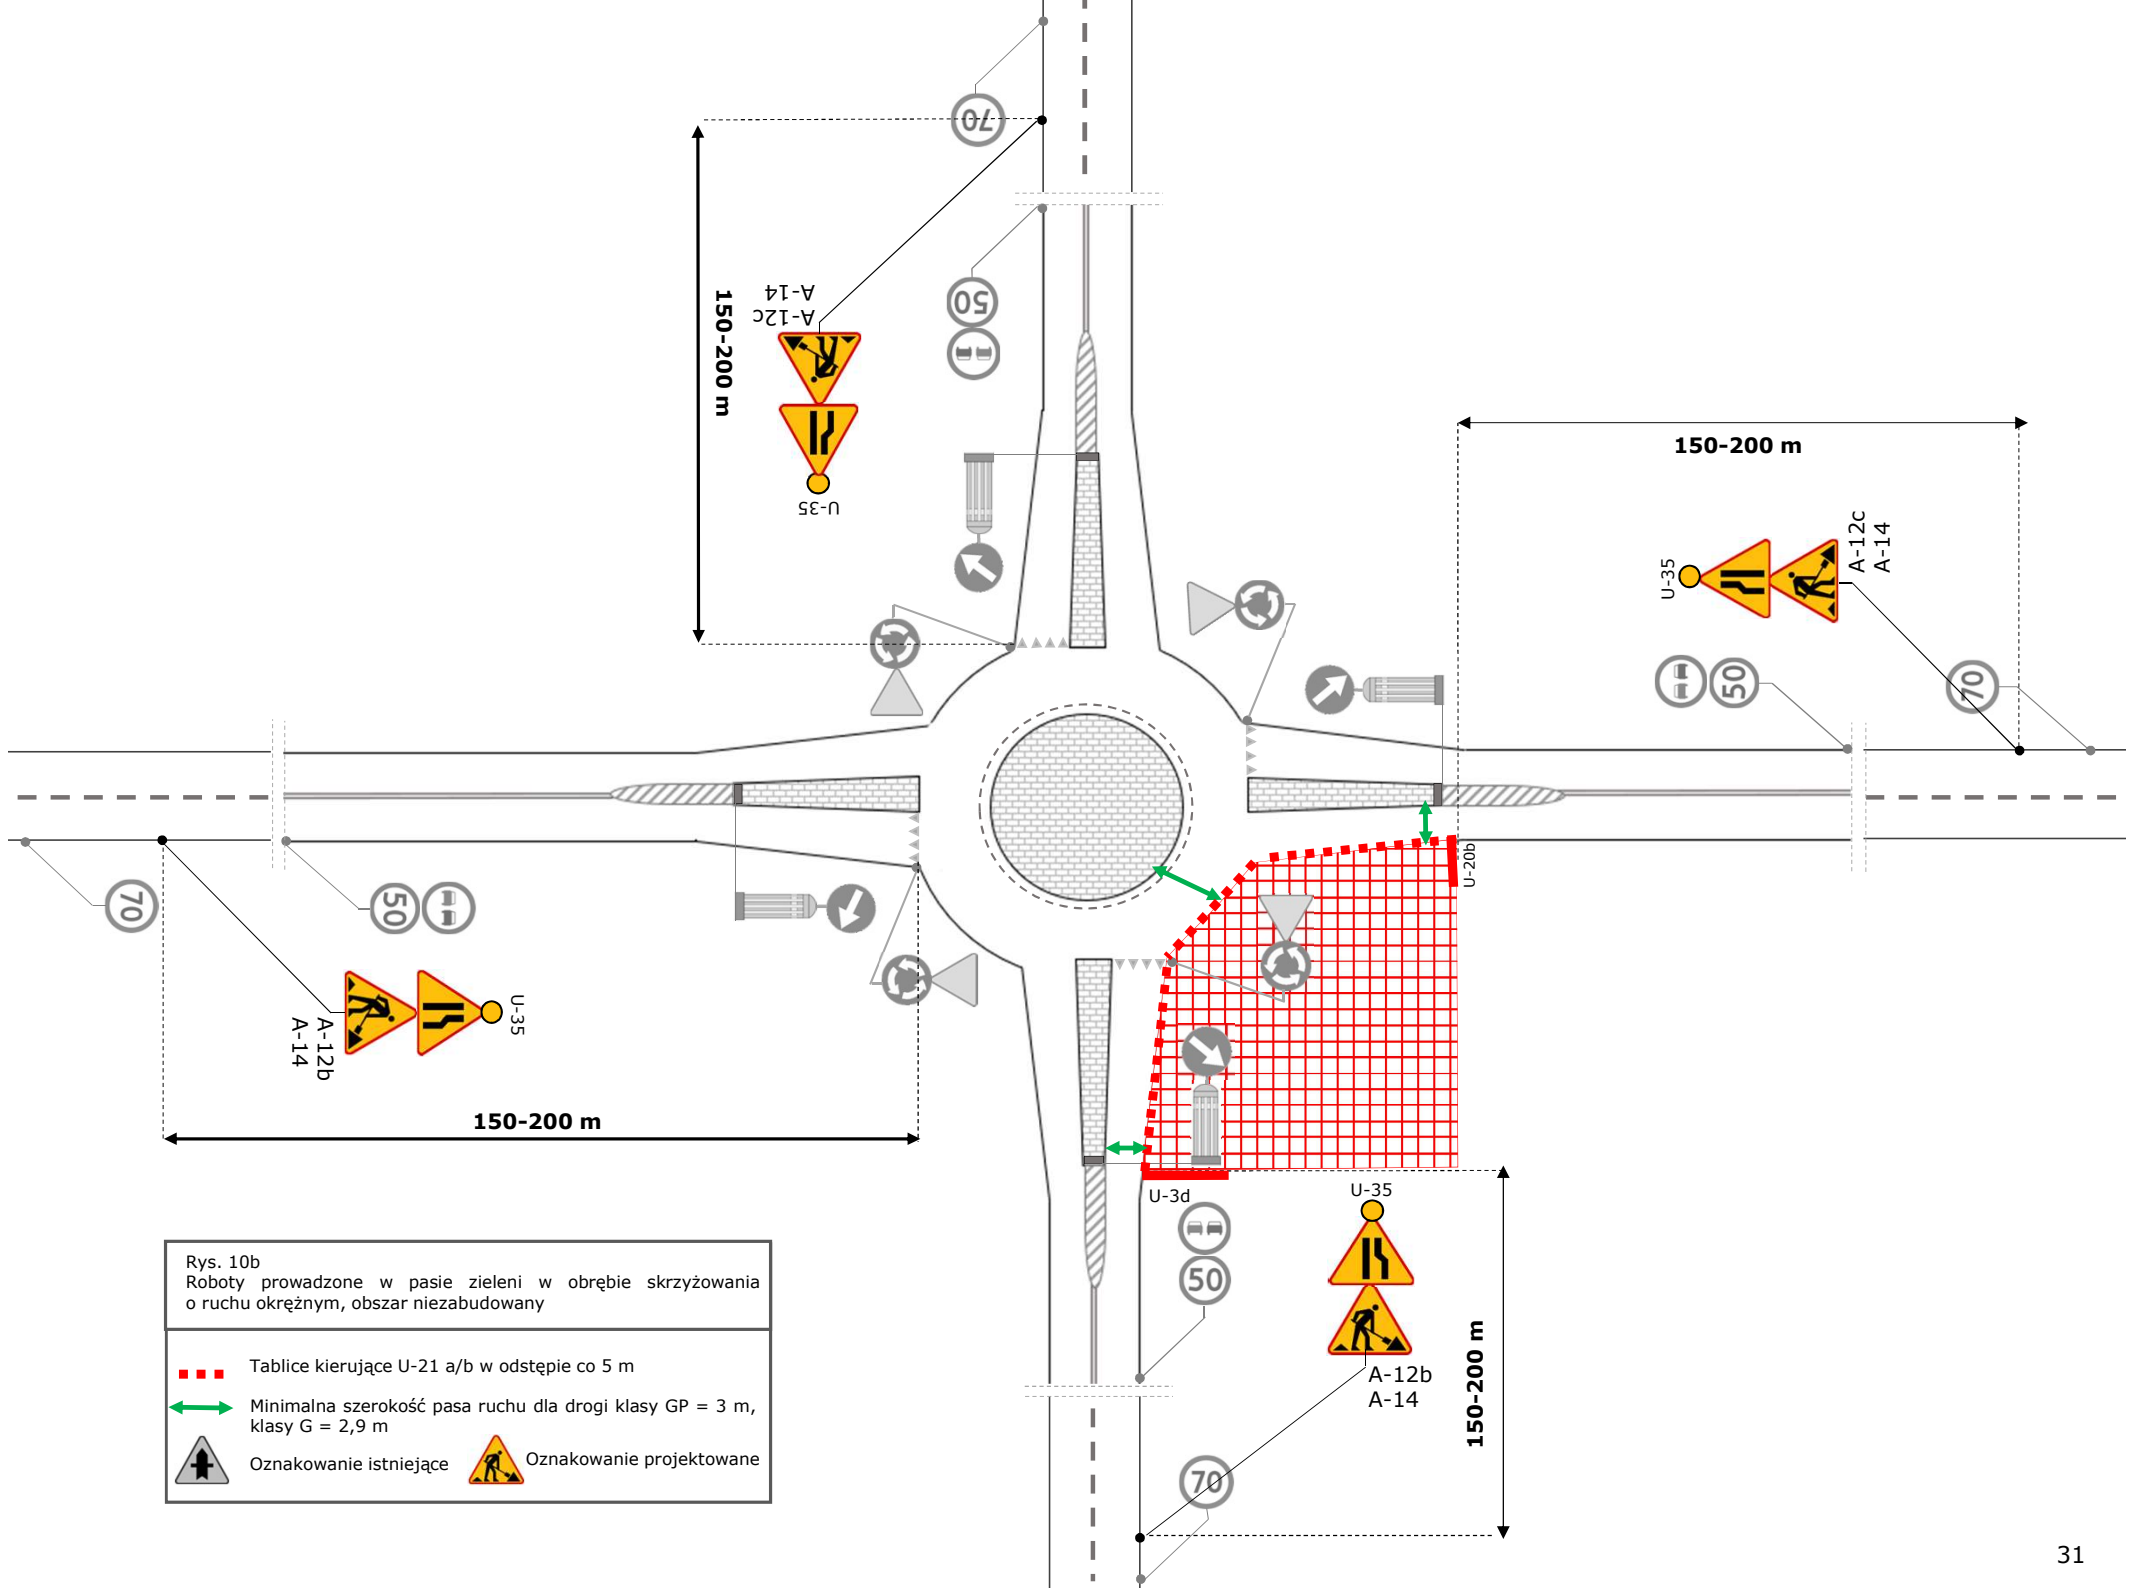 70
A-14
A-12c
150-200 m
50
U-35
150-200 m
A-12c
A-14
U-35
50
70
70
50
U-20b
U-35
A-12b
A-14
150-200 m
U-3d
U-35
50
A-12b
A-14
150-200 m
70
Rys. 10b
Roboty prowadzone w pasie zieleni w obrębie skrzyżowania
o ruchu okrężnym, obszar niezabudowany
Tablice kierujące U-21 a/b w odstępie co 5 m
Minimalna szerokość pasa ruchu dla drogi klasy GP = 3 m,
klasy G = 2,9 m
Oznakowanie istniejące
Oznakowanie projektowane
31